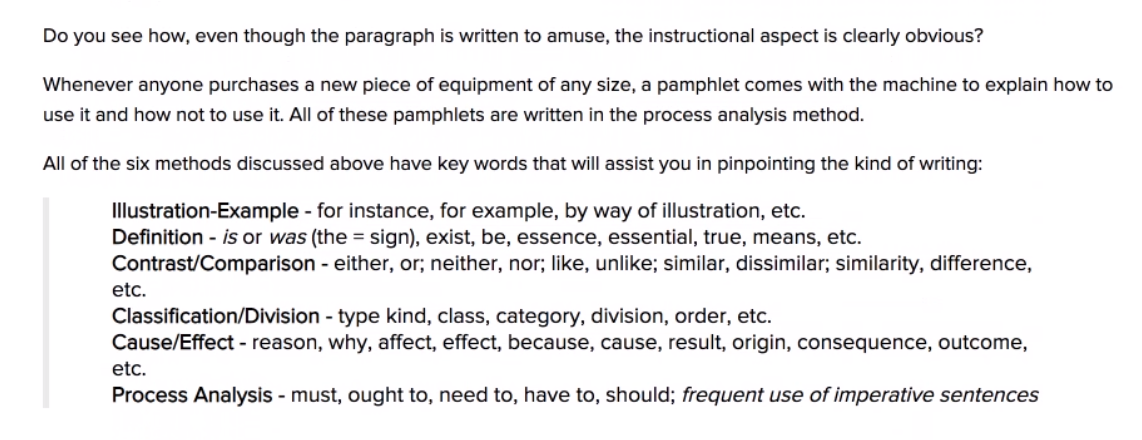 Do you see how, even though the paragraph is written to amuse, the instructional aspect is clearly obvious?
Whenever anyone purchases a new piece of equipment of any size, a pamphlet comes with the machine to explain how to
use it and how not to use it. All of these pamphlets are written in the process analysis method.
All of the six methods discussed above have key words that will assist you in pinpointing the kind of writing:
Illustration-Example - for instance, for example, by way of illustration, etc.
Definition - is or was (the = sign), exist, be, essence, essential, true, means, etc.
Contrast/Comparison - either, or; neither, nor; like, unlike; similar, dissimilar; similarity, difference,
etc.
Classification/Division - type kind, class, category, division, order, etc.
Cause/Effect - reason, why, affect, effect, because, cause, result, origin, consequence, outcome,
etc.
Process Analysis - must, ought to, need to, have to, should; frequent use of imperative sentences